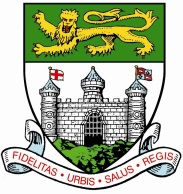 FIDELITAS · URBIS · SALUS · REGIS